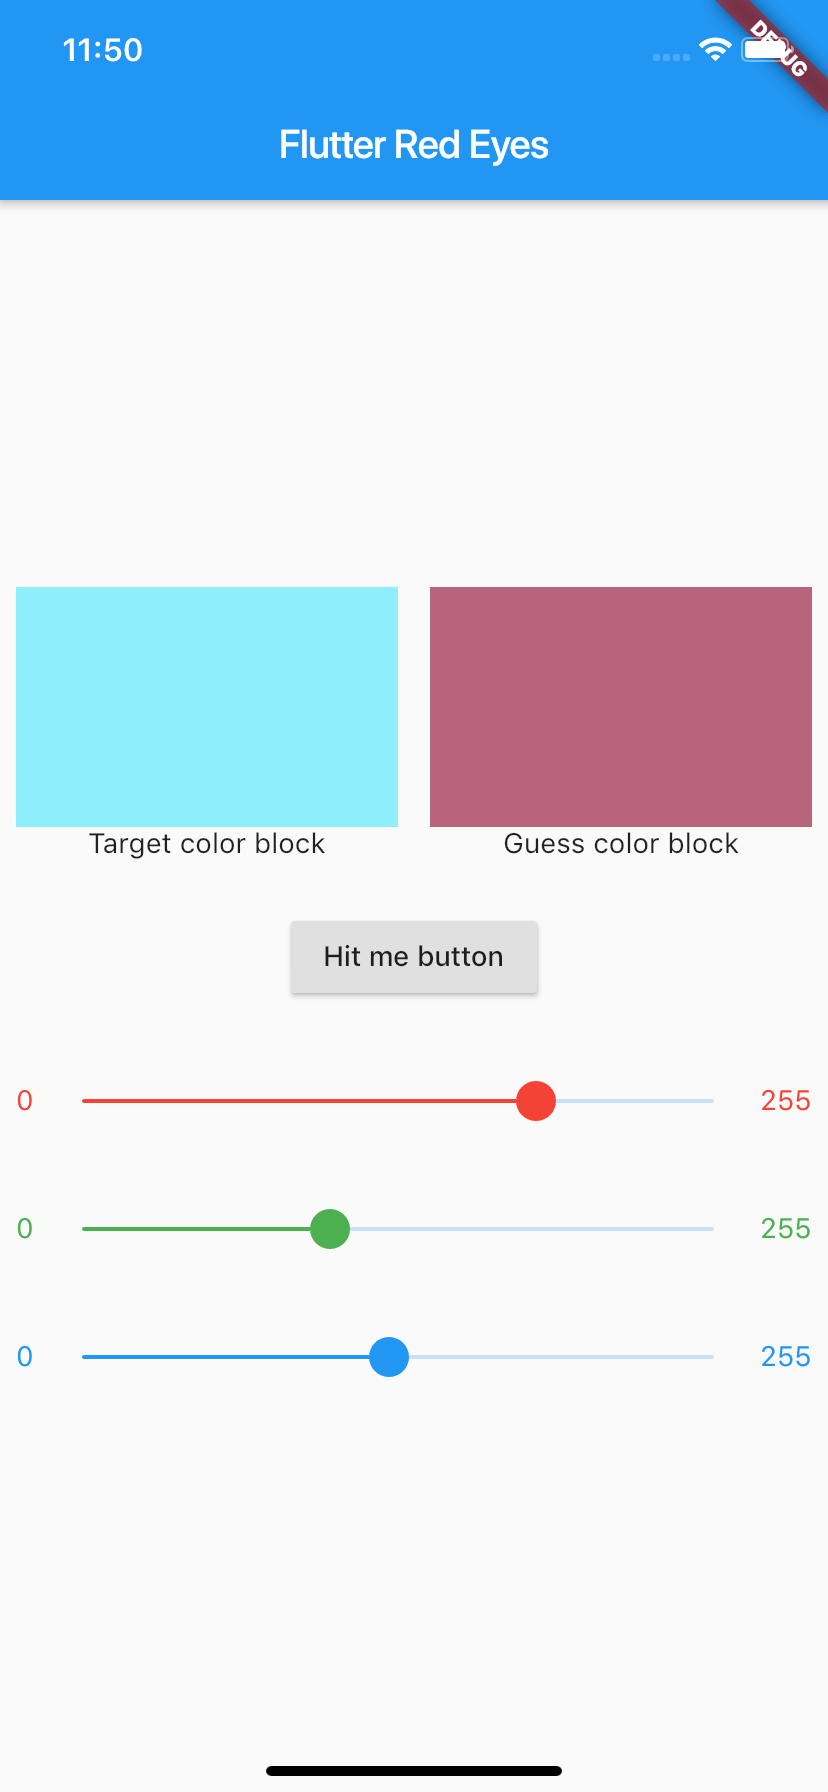 11:50
DEBUG
Flutter Red Eyes
Target color block
Guess color block
Hit me button
0 255
0 255
0 255